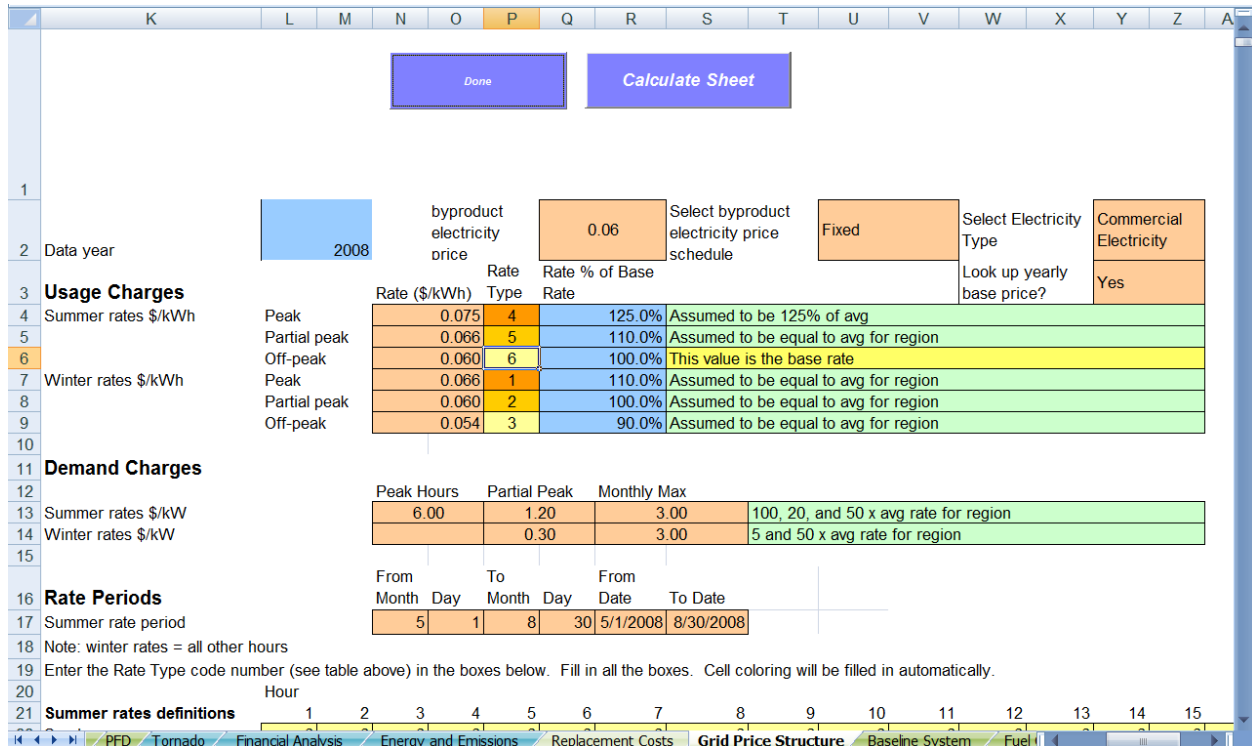 K L M N O P Q R S T U V W X Y Z A
Done Calculate Sheet
1
byproduct Select byproduct
electricity 0.06 electricity price Fixed Select Electricity Commercial
2 Data year 2008 price schedule Type Electricity
Rate Rate % of Base Look up yearly
3 Usage Charges Rate ($/kWh) Type Rate base price? Yes
4 Summer rates $/kWh Peak 0.075 4 125.0% Assumed to be 125% of avg
5 Partial peak 0.066 5 110.0% Assumed to be equal to avg for region
6 Off-peak 0.060 6 100.0% This value is the base rate
7 Winter rates $/kWh Peak 0.066 1 110.0% Assumed to be equal to avg for region
8 Partial peak 0.060 2 100.0% Assumed to be equal to avg for region
9 Off-peak 0.054 3 90.0% Assumed to be equal to avg for region
10
11 Demand Charges
12 Peak Hours Partial Peak Monthly Max
13 Summer rates $/kW 6.00 1.20 3.00 100, 20, and 50 x avg rate for region
14 Winter rates $/kW 0.30 3.00 5 and 50 x avg rate for region
15
From To From
16 Rate Periods Month Day Month Day Date To Date
17 Summer rate period 5 1 8 30 5/1/2008 8/30/2008
18 Note: winter rates = all other hours
19 Enter the Rate Type code number (see table above) in the boxes below. Fill in all the boxes. Cell coloring will be filled in automatically.
20 Hour
21 Summer rates definitions 1 2 3 4 5 6 7 8 9 10 11 12 13 14 15
PFD Tornado Financial Analysis Energy and Emissions Replacement Costs Grid Price Structure Baseline System Fuel